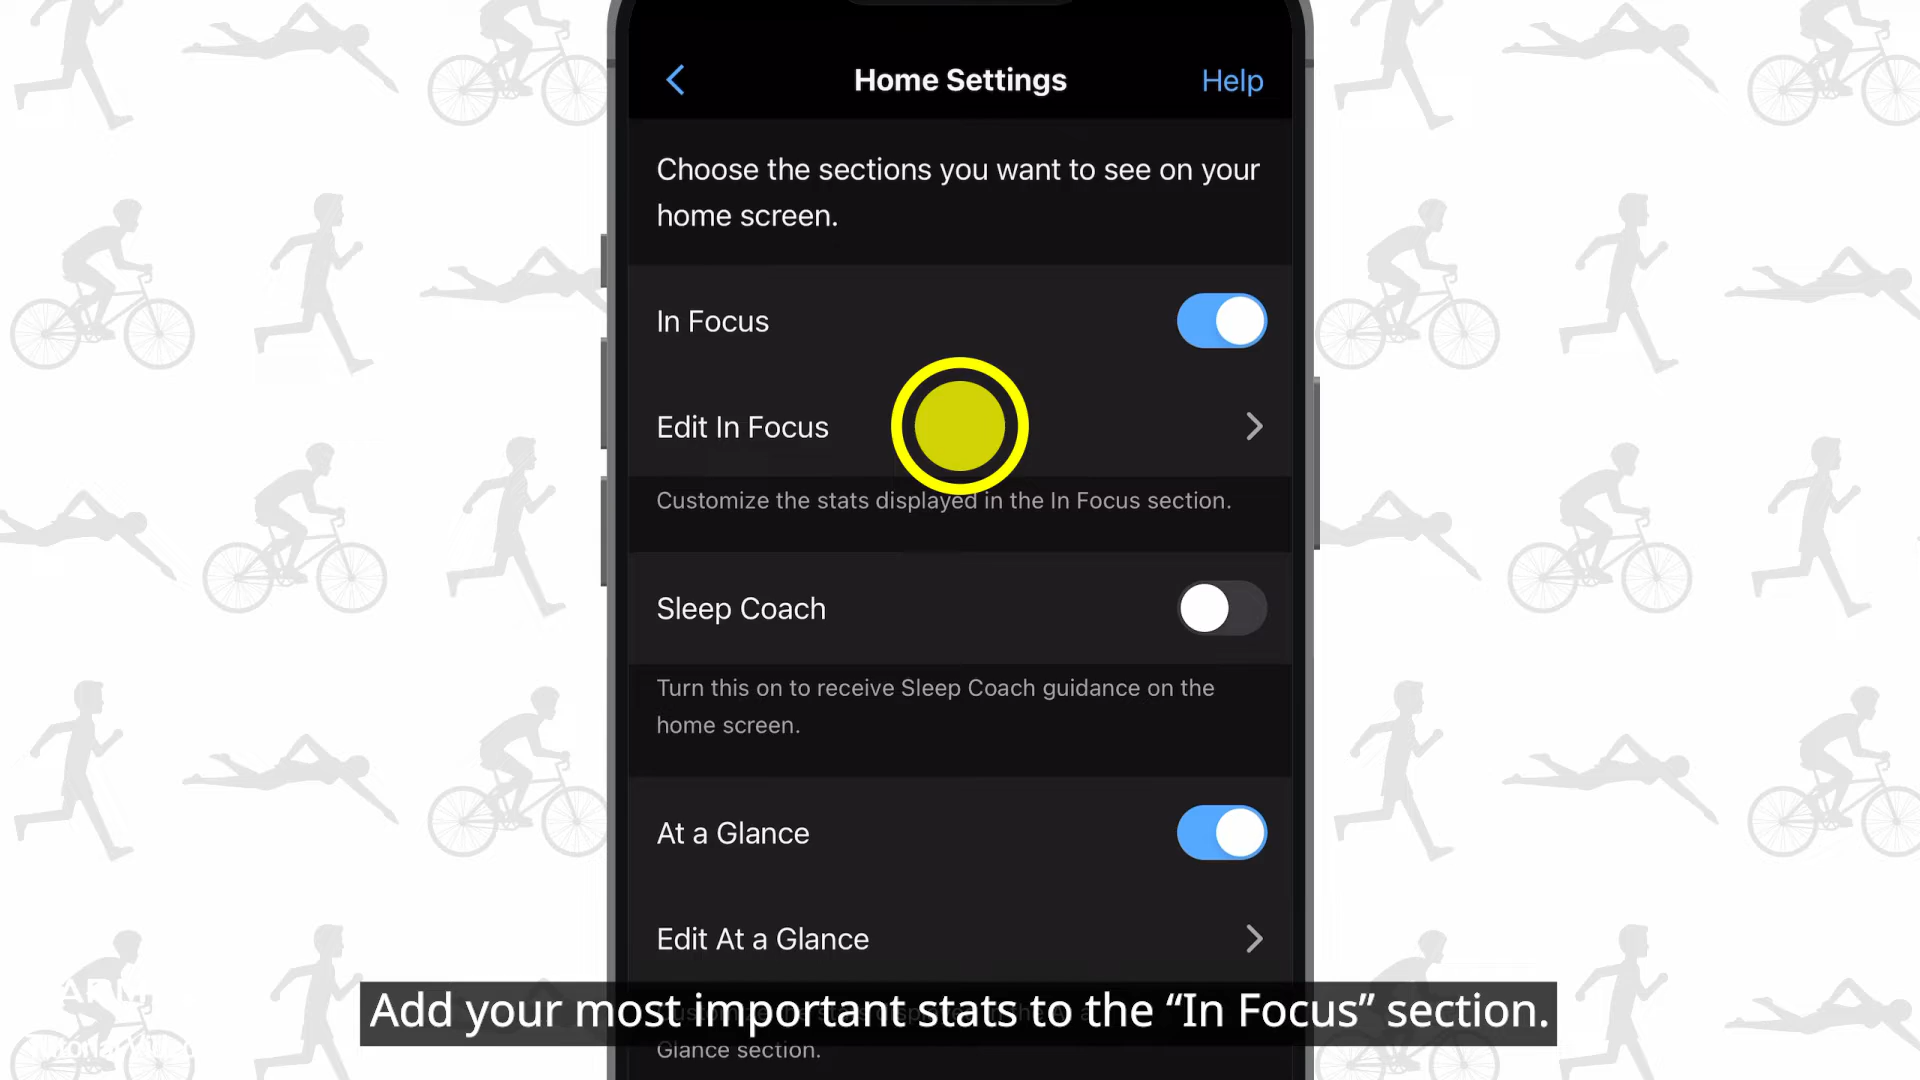 Home Settings
Help
Choose the sections you want to see on your
home screen.
In Focus
Edit In Focus
Customize the stats displayed in the In Focus section.
Sleep Coach
Turn this on to receive Sleep Coach guidance on the
home screen.
At a Glance
Edit At a Glance
Add your most important stats to the “In Focus” section.
Glance section.